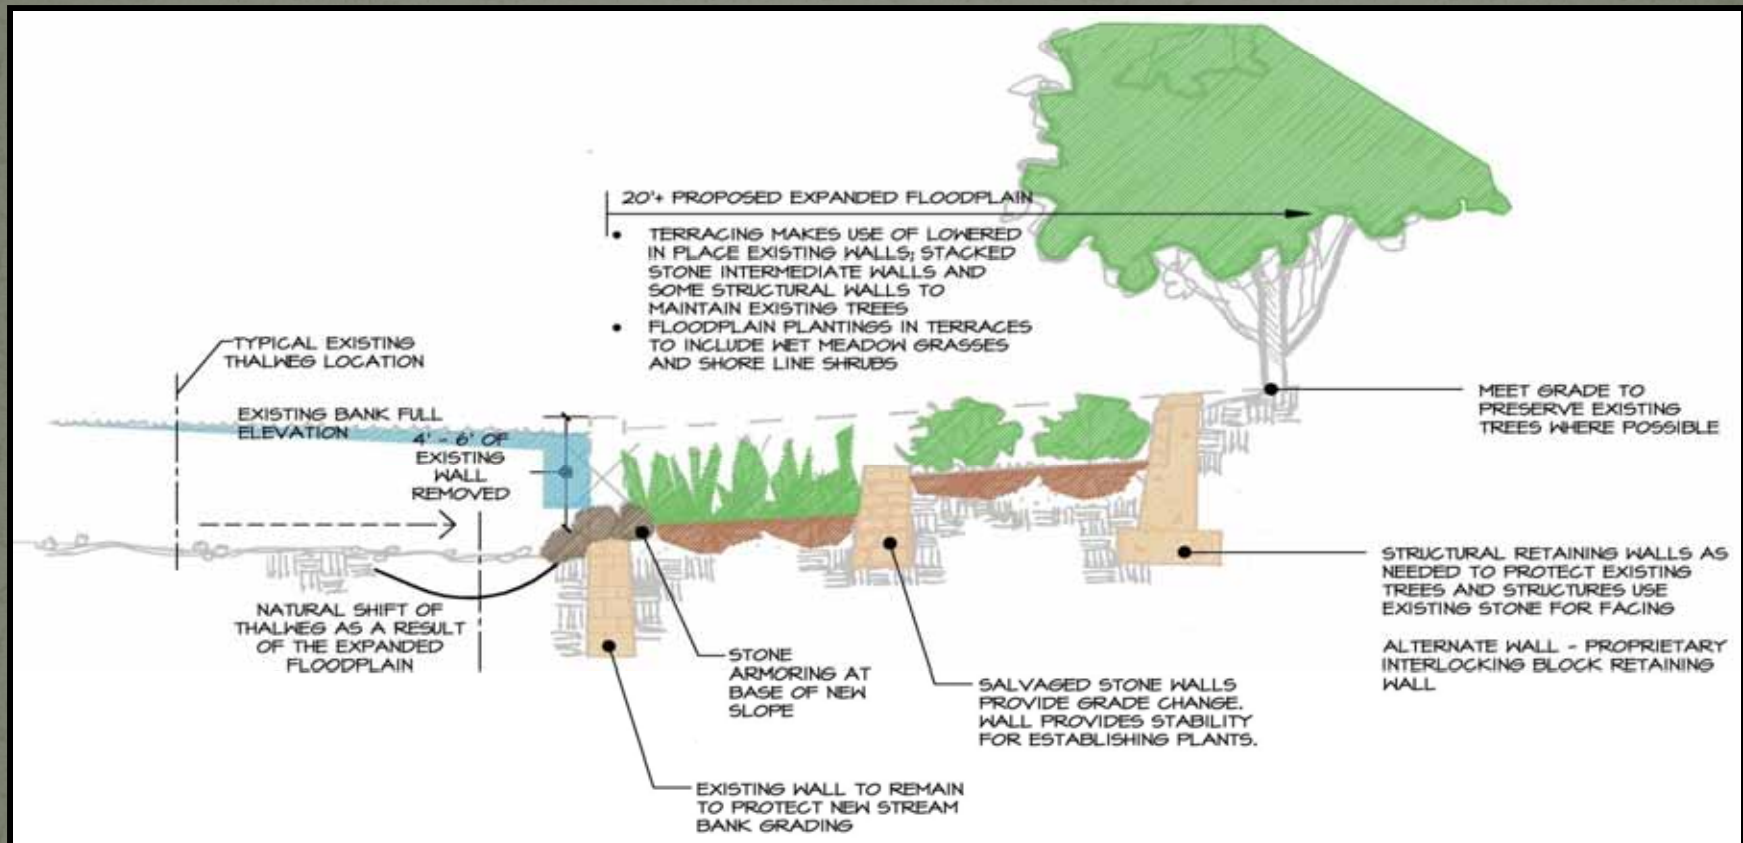 20'+ PROPOSED EXPANDED FLOODPLAIN
• TERRACING MAKES USE OF LOWERED
IN PLACE EXISTING WALLS; STACKED
STONE INTERMEDIATE WALLS AND
SOME STRUCTURAL WALLS TO
MAINTAIN EXISTING TREES
• FLOODPLAIN PLANTINGS IN TERRACES
TO INCLUDE WET MEADOW GRASSES
AND SHORE LINE SHRUBS
TYPICAL EXISTING
THALWEG LOCATION
EXISTING BANK FULL
ELEVATION
4' - 6' OF
EXISTING
WALL
REMOVED
MEET GRADE TO
PRESERVE EXISTING
TREES WHERE POSSIBLE
STRUCTURAL RETAINING WALLS AS
NEEDED TO PROTECT EXISTING
TREES AND STRUCTURES USE
EXISTING STONE FOR FACING
ALTERNATE WALL - PROPRIETARY
INTERLOCKING BLOCK RETAINING
WALL
NATURAL SHIFT OF
THALWEG AS A RESULT
OF THE EXPANDED
FLOODPLAIN
STONE
ARMORING AT
BASE OF NEW
SLOPE
SALVAGED STONE WALLS
PROVIDE GRADE CHANGE.
WALL PROVIDES STABILITY
FOR ESTABLISHING PLANTS.
EXISTING WALL TO REMAIN
TO PROTECT NEW STREAM
BANK GRADING